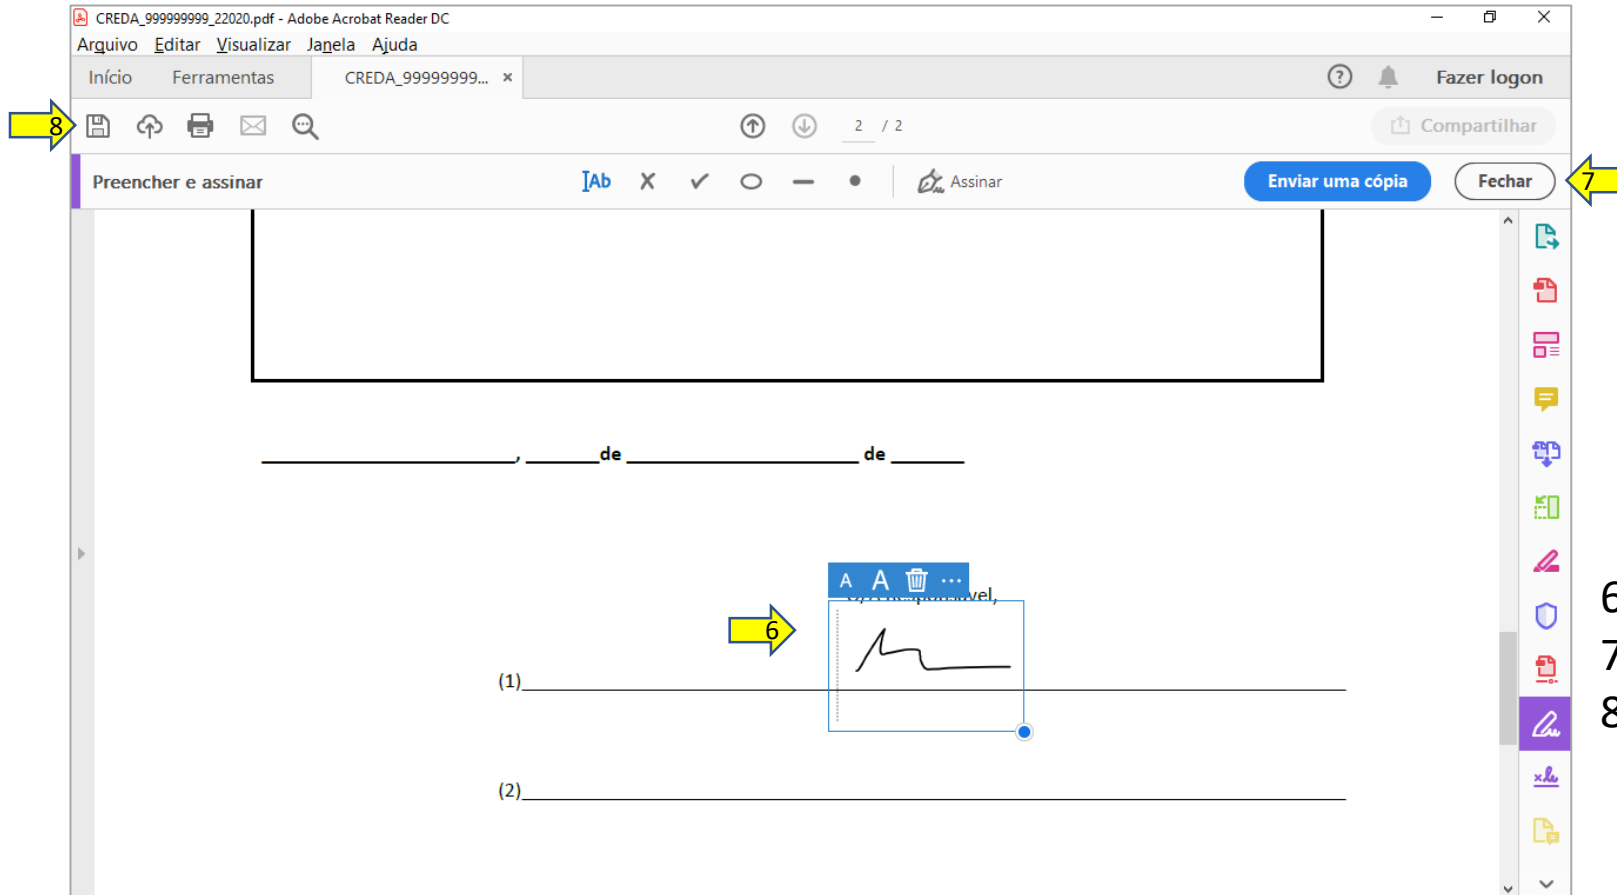 CREDA_999999999_22020.pdf - Adobe Acrobat Reader DC
Arquivo Editar Visualizar Janela Ajuda
Início Ferramentas CREDA_99999999... × ? Fazer logon
8 2 / 2 Compartilhar
Preencher e assinar Ab Assinar Enviar uma cópia Fechar 7
, de de
A A ...
6
(1)
(2)
6
7
8